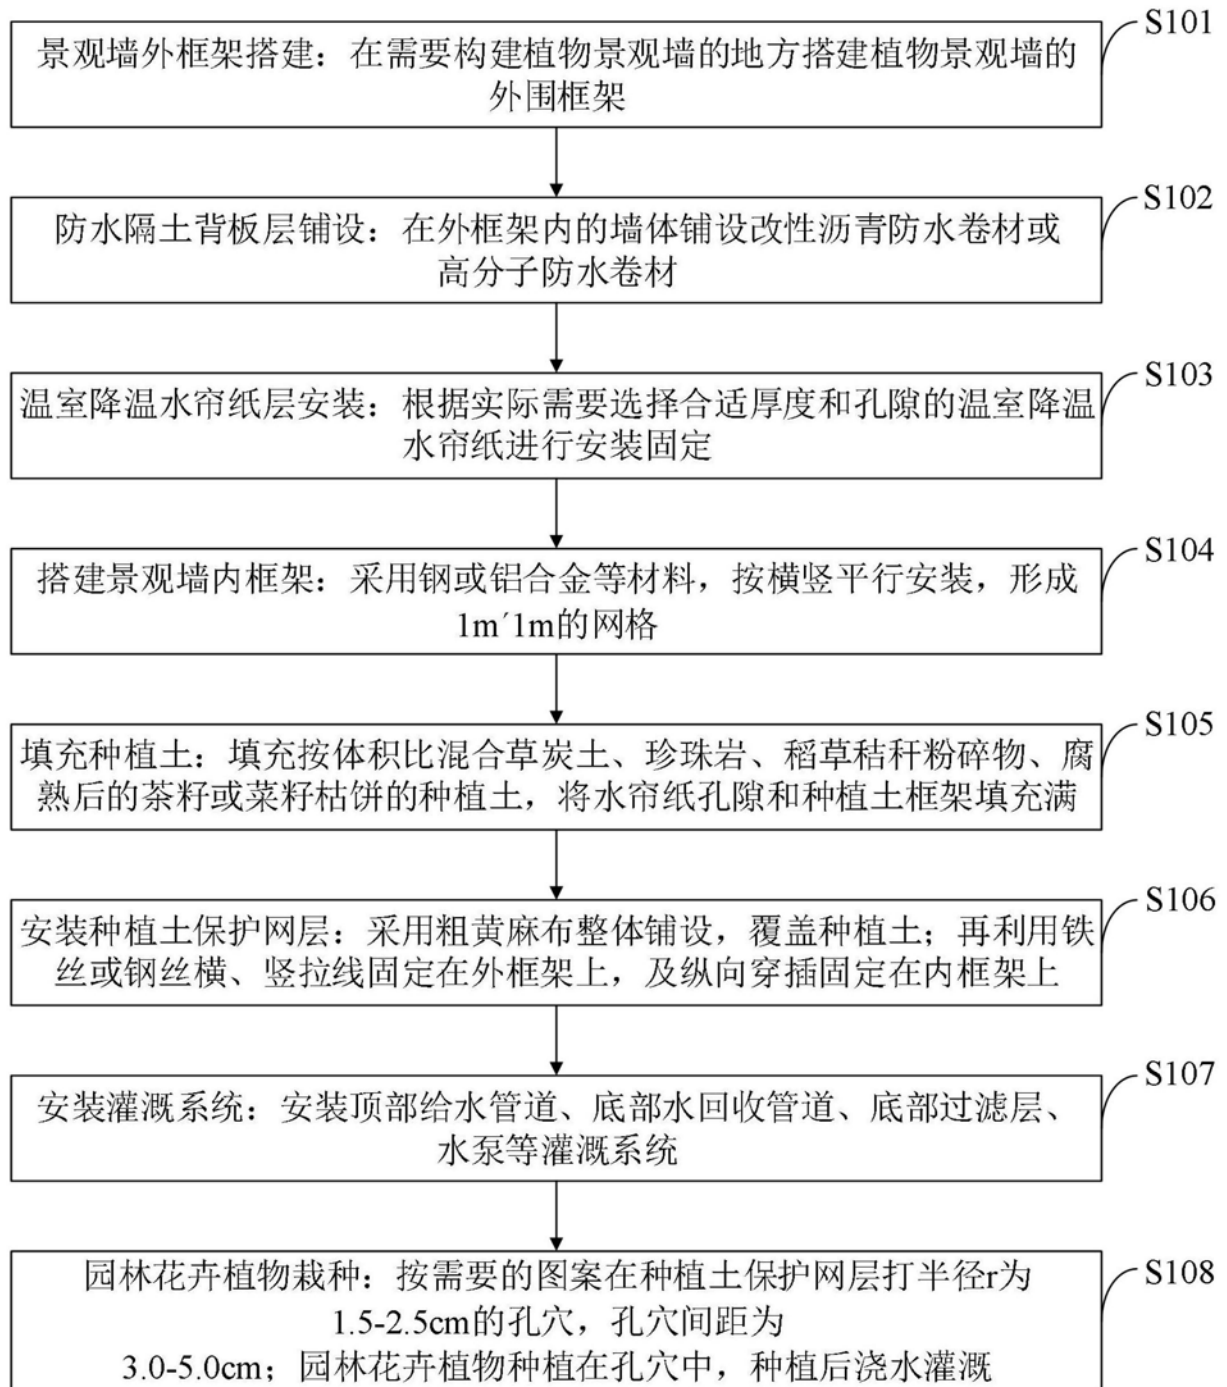 S101
景观墙外框架搭建：在需要构建植物景观墙的地方搭建植物景观墙的
外围框架
S102
防水隔土背板层铺设：在外框架内的墙体铺设改性沥青防水卷材或
高分子防水卷材
S103
温室降温水帘纸层安装：根据实际需要选择合适厚度和孔隙的温室降温
水帘纸进行安装固定
S104
搭建景观墙内框架：采用钢或铝合金等材料，按横竖平行安装，形成
1m´1m的网格
S105
填充种植土：填充按体积比混合草炭土、珍珠岩、稻草秸秆粉碎物、腐
熟后的茶籽或菜籽枯饼的种植土，将水帘纸孔隙和种植土框架填充满
S106
安装种植土保护网层：采用粗黄麻布整体铺设，覆盖种植土；再利用铁
丝或钢丝横、竖拉线固定在外框架上，及纵向穿插固定在内框架上
S107
安装灌溉系统：安装顶部给水管道、底部水回收管道、底部过滤层、
水泵等灌溉系统
S108
园林花卉植物栽种：按需要的图案在种植土保护网层打半径r为
1.5-2.5cm的孔穴，孔穴间距为
3.0-5.0cm；园林花卉植物种植在孔穴中，种植后浇水灌溉